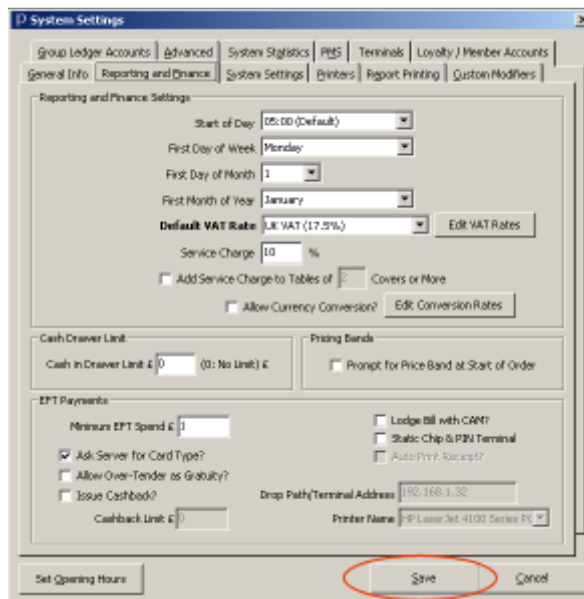 System Settings
Group Ledger Accounts Advanced System Statistics PMS Terminals Loyalty / Member Accounts
General Info Reporting and Finance System Settings Printers Report Printing Custom Modifiers
Reporting and Finance Settings
Start of Day 05:00 (Default)
First Day of Week Monday
First Day of Month 1
First Month of Year January
Default VAT Rate UK VAT (17.5%) Edit VAT Rates
Service Charge 10 %
Add Service Charge to Tables of 2 Covers or More
Allow Currency Conversion? Edit Conversion Rates
Cash Drawer Limit Pricing Bands
Cash in Drawer Limit £ 0 (0: No Limit) £ Prompt for Price Band at Start of Order
EFT Payments
Minimum EFT Spend £ 1 Lodge Bill with CAM?
Static Chip & PIN Terminal
Ask Server for Card Type? Auto Print Receipt?
Allow Over-Tender as Gratuity?
Issue Cashback? Drop Path/Terminal Address 192.168.1.32
Cashback Limit £ 0 Printer Name HP LaserJet 4100 Series PC
Set Opening Hours Save Cancel